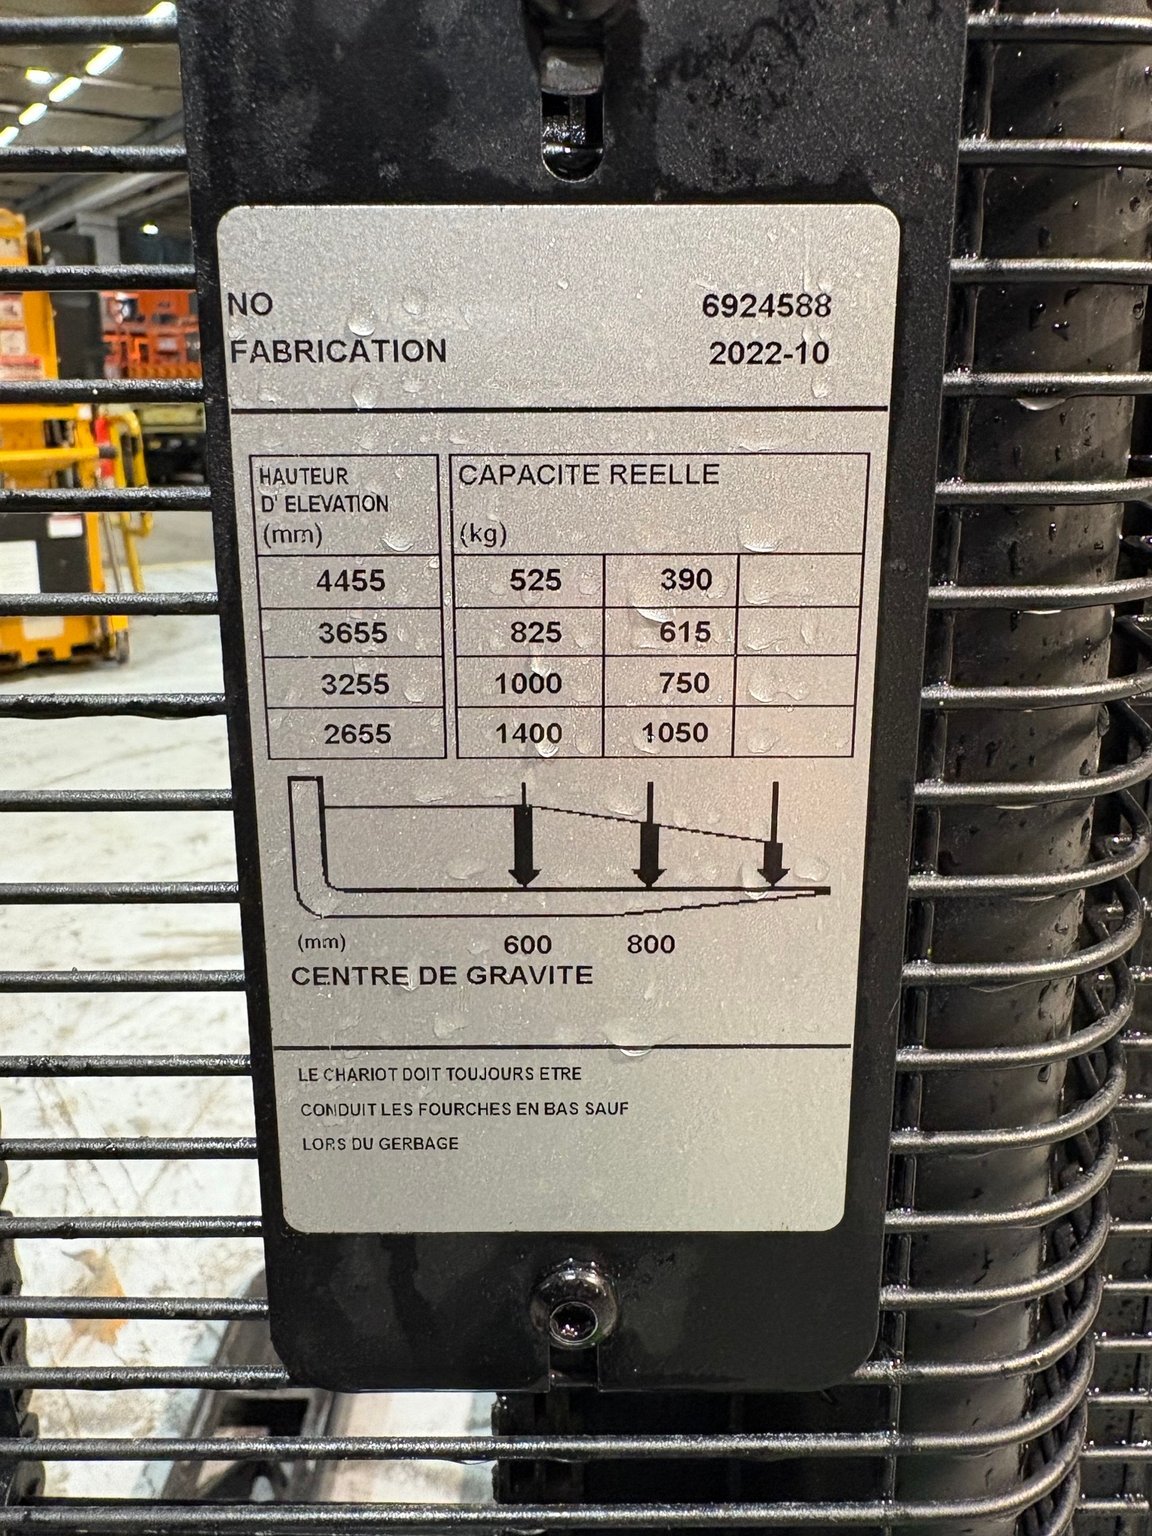 NO 6924588
FABRICATION 2022-10
HAUTEUR
D' ELEVATION
(mm)
CAPACITE REELLE
(kg)
4455 525 390
3655 825 615
3255 1000 750
2655 1400 1050
(mm) 600 800
CENTRE DE GRAVITE
LE CHARIOT DOIT TOUJOURS ETRE
CONDUIT LES FOURCHES EN BAS SAUF
LORS DU GERBAGE